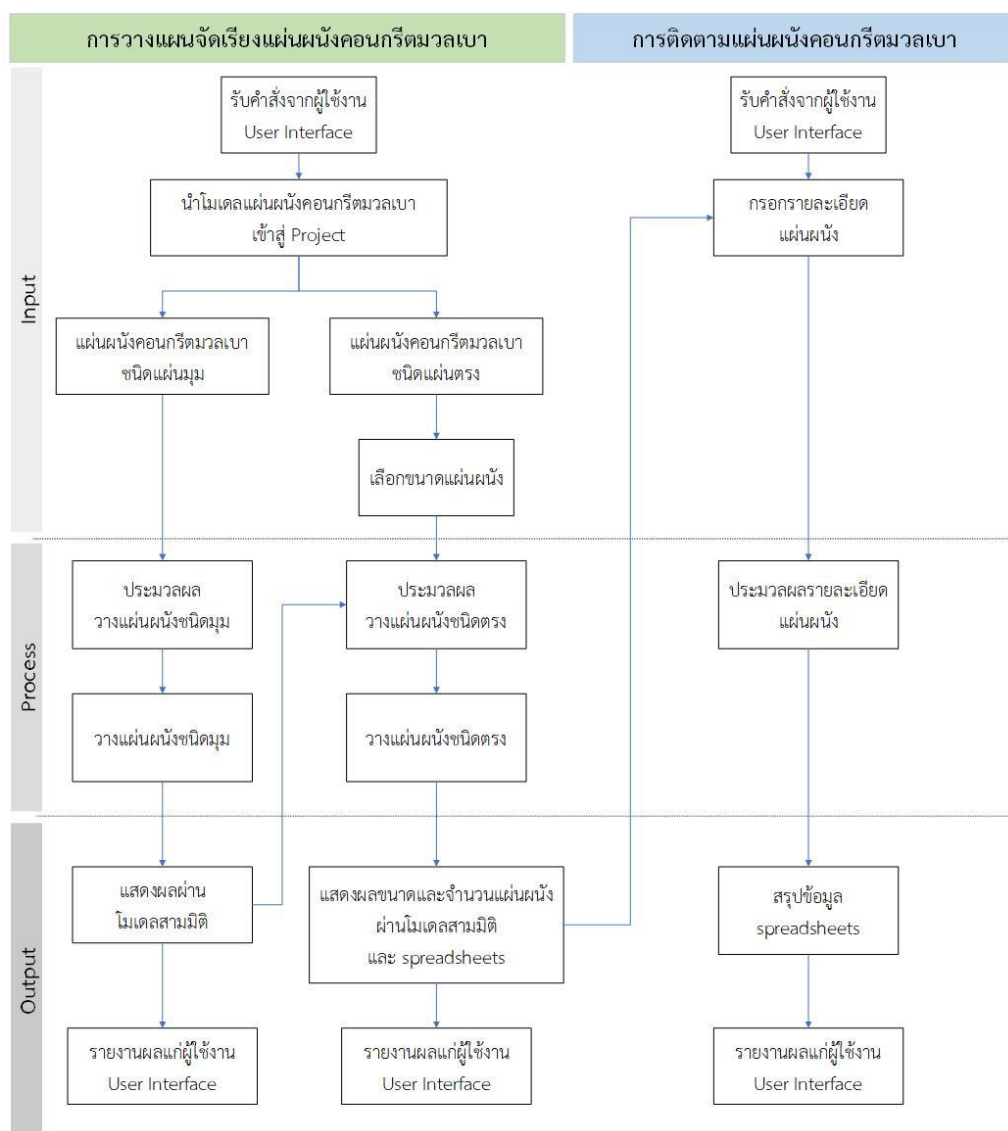 การวางแผนจัดเรียงแผ่นผนังคอนกรีตมวลเบา
การติดตามแผ่นผนังคอนกรีตมวลเบา
Input
รับคำสั่งจากผู้ใช้งาน
User Interface
รับคำสั่งจากผู้ใช้งาน
User Interface
นำโมเดลแผ่นผนังคอนกรีตมวลเบา
เข้าสู่ Project
กรอกรายละเอียด
แผ่นผนัง
แผ่นผนังคอนกรีตมวลเบา
ชนิดแผ่นมุม
แผ่นผนังคอนกรีตมวลเบา
ชนิดแผ่นตรง
เลือกขนาดแผ่นผนัง
Process
ประมวลผล
วางแผ่นผนังชนิดมุม
ประมวลผล
วางแผ่นผนังชนิดตรง
ประมวลผลรายละเอียด
แผ่นผนัง
วางแผ่นผนังชนิดมุม
วางแผ่นผนังชนิดตรง
Output
แสดงผลผ่าน
โมเดลสามมิติ
แสดงผลขนาดและจำนวนแผ่นผนัง
ผ่านโมเดลสามมิติ
และ spreadsheets
สรุปข้อมูล
spreadsheets
รายงานผลแก่ผู้ใช้งาน
User Interface
รายงานผลแก่ผู้ใช้งาน
User Interface
รายงานผลแก่ผู้ใช้งาน
User Interface